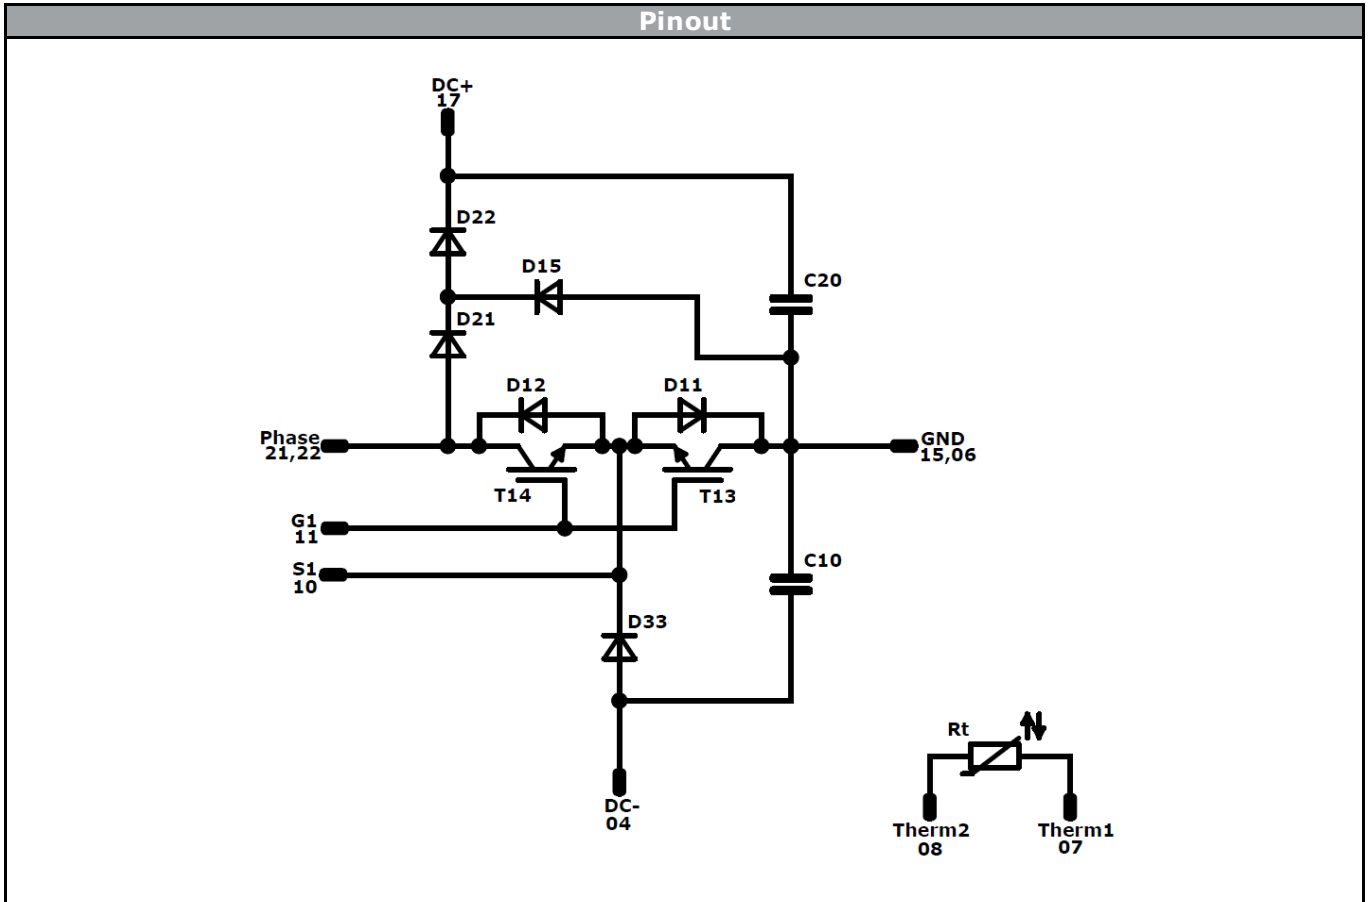 Pinout
DC+
17
D22
D15
C20
D21
D12
D11
Phase
21,22
GND
15,06
T14
T13
G1
11
S1
10
C10
D33
Rt
DC-
04
Therm2
08
Therm1
07